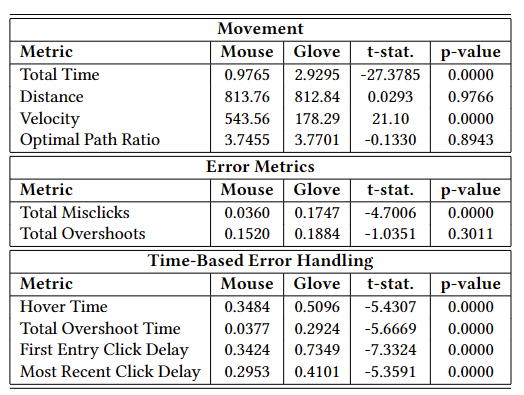 Movement
Metric Mouse Glove t-stat. p-value
Total Time 0.9765 2.9295 -27.3785 0.0000
Distance 813.76 812.84 0.0293 0.9766
Velocity 543.56 178.29 21.10 0.0000
Optimal Path Ratio 3.7455 3.7701 -0.1330 0.8943
Error Metrics
Metric Mouse Glove t-stat. p-value
Total Misclicks 0.0360 0.1747 -4.7006 0.0000
Total Overshoots 0.1520 0.1884 -1.0351 0.3011
Time-Based Error Handling
Metric Mouse Glove t-stat. p-value
Hover Time 0.3484 0.5096 -5.4307 0.0000
Total Overshoot Time 0.0377 0.2924 -5.6669 0.0000
First Entry Click Delay 0.3424 0.7349 -7.3324 0.0000
Most Recent Click Delay 0.2953 0.4101 -5.3591 0.0000